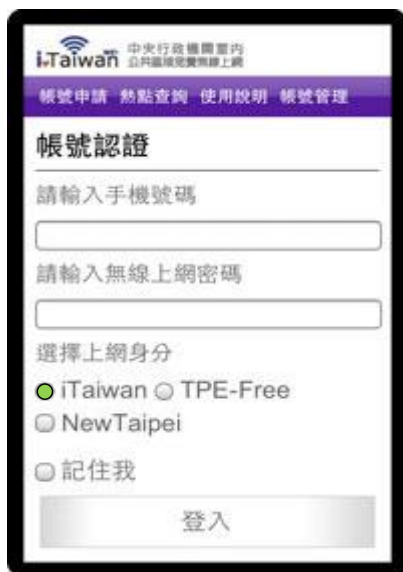 iTaiwan 中央行政機關室內
公共區域免費無線上網
帳號申請 熱點查詢 使用說明 帳號管理
帳號認證
請輸入手機號碼
請輸入無線上網密碼
選擇上網身分
iTaiwan TPE-Free
NewTaipei
記住我
登入